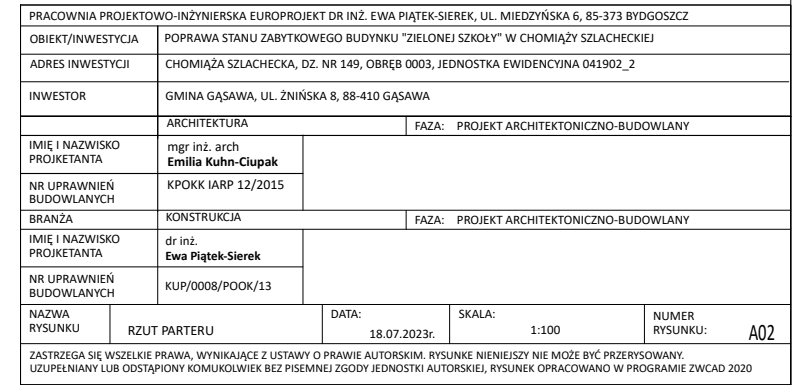 PRACOWNIA PROJEKTOWO-INŻYNIERSKA EUROPROJEKT DR INŻ. EWA PIĄTEK-SIEREK, UL. MIEDZYŃSKA 6, 85-373 BYDGOSZCZ
OBIEKT/INWESTYCJA POPRAWA STANU ZABYTKOWEGO BUDYNKU "ZIELONEJ SZKOŁY" W CHOMIĄŻY SZLACHECKIEJ
ADRES INWESTYCJI CHOMIĄŻA SZLACHECKA, DZ. NR 149, OBRĘB 0003, JEDNOSTKA EWIDENCYJNA 041902_2
INWESTOR GMINA GĄSAWA, UL. ŻNIŃSKA 8, 88-410 GĄSAWA
ARCHITEKTURA FAZA: PROJEKT ARCHITEKTONICZNO-BUDOWLANY
IMIĘ I NAZWISKO
PROJKETANTA
mgr inż. arch
Emilia Kuhn-Ciupak
NR UPRAWNIEŃ
BUDOWLANYCH
KPOKK IARP 12/2015
BRANŻA KONSTRUKCJA FAZA: PROJEKT ARCHITEKTONICZNO-BUDOWLANY
IMIĘ I NAZWISKO
PROJKETANTA
dr inż.
Ewa Piątek-Sierek
NR UPRAWNIEŃ
BUDOWLANYCH
KUP/0008/POOK/13
NAZWA
RYSUNKU
RZUT PARTERU
DATA:
18.07.2023r.
SKALA:
1:100
NUMER
RYSUNKU:
A02
ZASTRZEGA SIĘ WSZELKIE PRAWA, WYNIKAJĄCE Z USTAWY O PRAWIE AUTORSKIM. RYSUNKE NIENIEJSZY NIE MOŻE BYĆ PRZERYSOWANY.
UZUPEŁNIANY LUB ODSTĄPIONY KOMUKOLWIEK BEZ PISEMNEJ ZGODY JEDNOSTKI AUTORSKIEJ, RYSUNEK OPRACOWANO W PROGRAMIE ZWCAD 2020